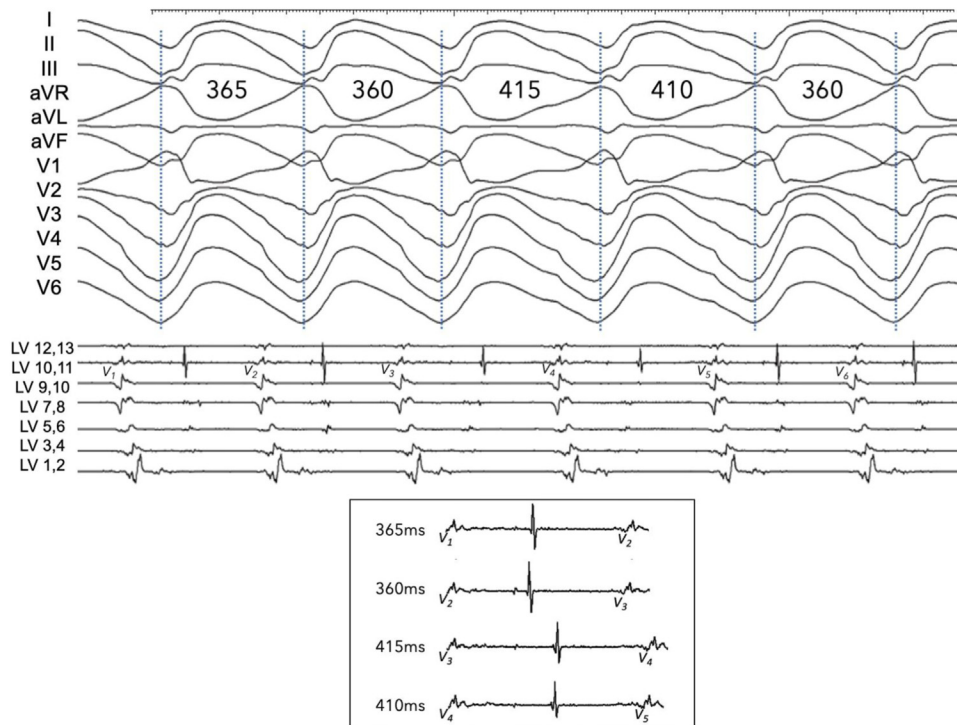 I
II
III
aVR
aVL
aVF
V1
V2
V3
V4
V5
V6
365 360 415 410 360
LV 12,13
LV 10,11
LV 9,10
LV 7,8
LV 5,6
LV 3,4
LV 1,2
V1 V2 V3 V4 V5 V6
365ms
V1 V2
360ms
V2 V3
415ms
V3 V4
410ms
V4 V5